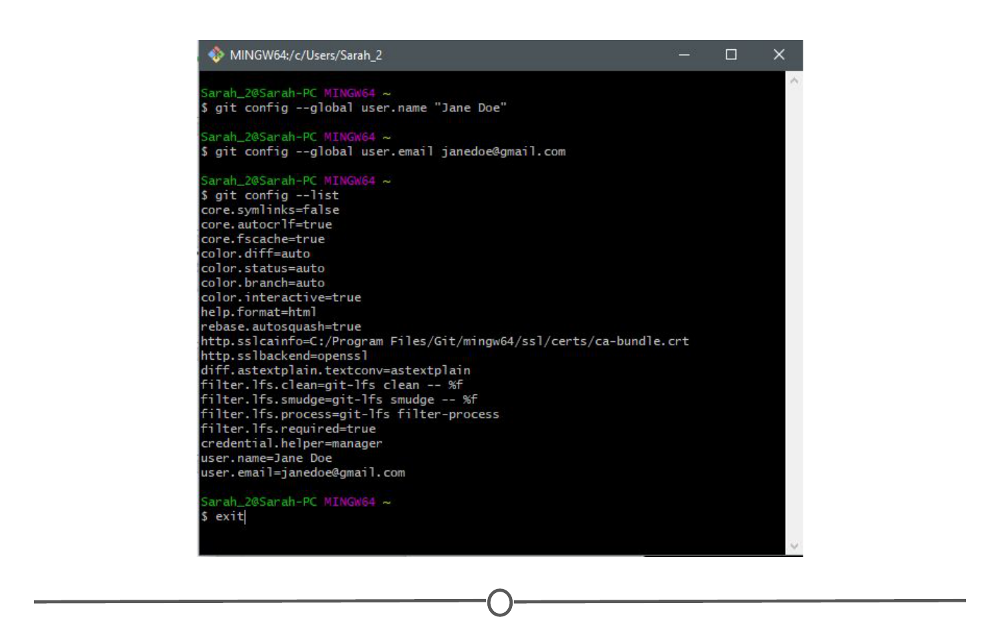 MINGW64:/c/Users/Sarah_2
Sarah_2@Sarah-PC MINGW64 ~
$ git config --global user.name "Jane Doe"
Sarah_2@Sarah-PC MINGW64 ~
$ git config --global user.email janedoe@gmail.com
Sarah_2@Sarah-PC MINGW64 ~
$ git config --list
core.symlinks=false
core.autocrlf=true
core.fscache=true
color.diff=auto
color.status=auto
color.branch=auto
color.interactive=true
help.format=html
rebase.autosquash=true
http.sslcainfo=C:/Program Files/Git/mingw64/ssl/certs/ca-bundle.crt
http.sslbackend=openssl
diff.astextplain.textconv=astextplain
filter.lfs.clean=git-lfs clean -- %f
filter.lfs.smudge=git-lfs smudge -- %f
filter.lfs.process=git-lfs filter-process
filter.lfs.required=true
credential.helper=manager
user.name=Jane Doe
user.email=janedoe@gmail.com
Sarah_2@Sarah-PC MINGW64 ~
$ exit